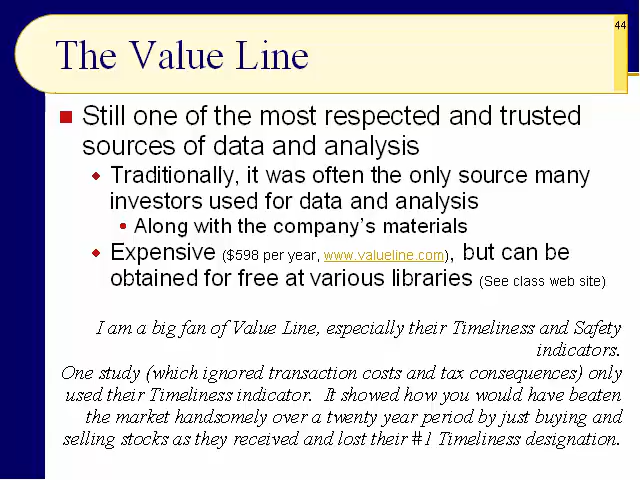 44
The Value Line
Still one of the most respected and trusted
sources of data and analysis
Traditionally, it was often the only source many
investors used for data and analysis
Along with the company's materials
Expensive ($598 per year, www.valueline.com), but can be
obtained for free at various libraries (See class web site)
I am a big fan of Value Line, especially their Timeliness and Safety
indicators.
One study (which ignored transaction costs and tax consequences) only
used their Timeliness indicator.  It showed how you would have beaten
the market handsomely over a twenty year period by just buying and
selling stocks as they received and lost their #1 Timeliness designation.